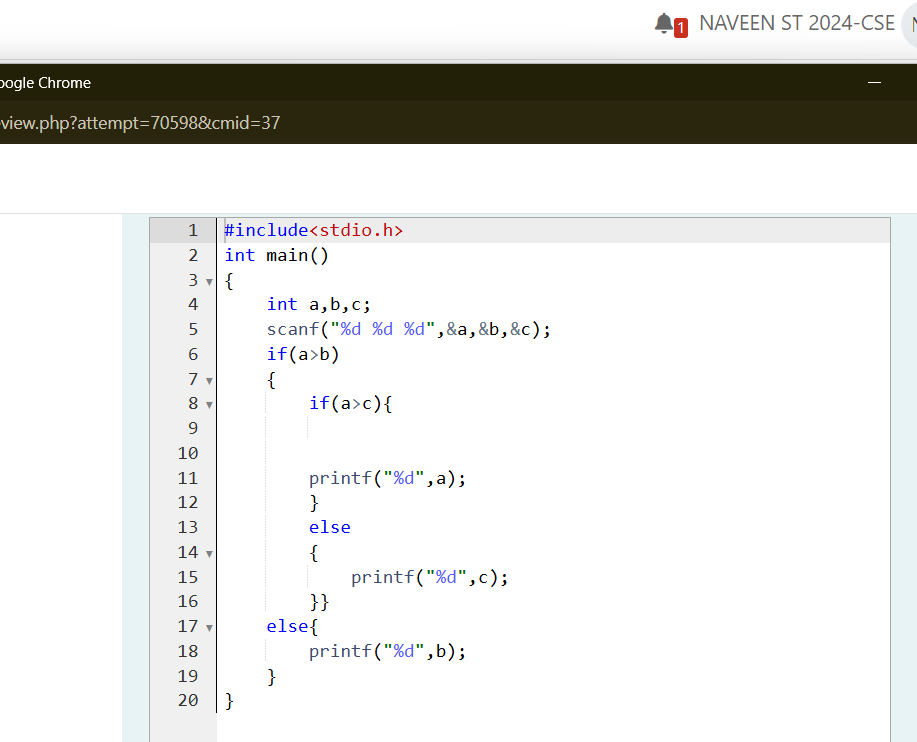 1 NAVEEN ST 2024-CSE
oogle Chrome
view.php?attempt=70598&cmid=37
1 #include<stdio.h>
2 int main()
3 {
4     int a,b,c;
5     scanf("%d %d %d",&a,&b,&c);
6     if(a>b)
7     {
8         if(a>c){
9
10
11         printf("%d",a);
12         }
13         else
14         {
15             printf("%d",c);
16         }}
17     else{
18         printf("%d",b);
19     }
20 }